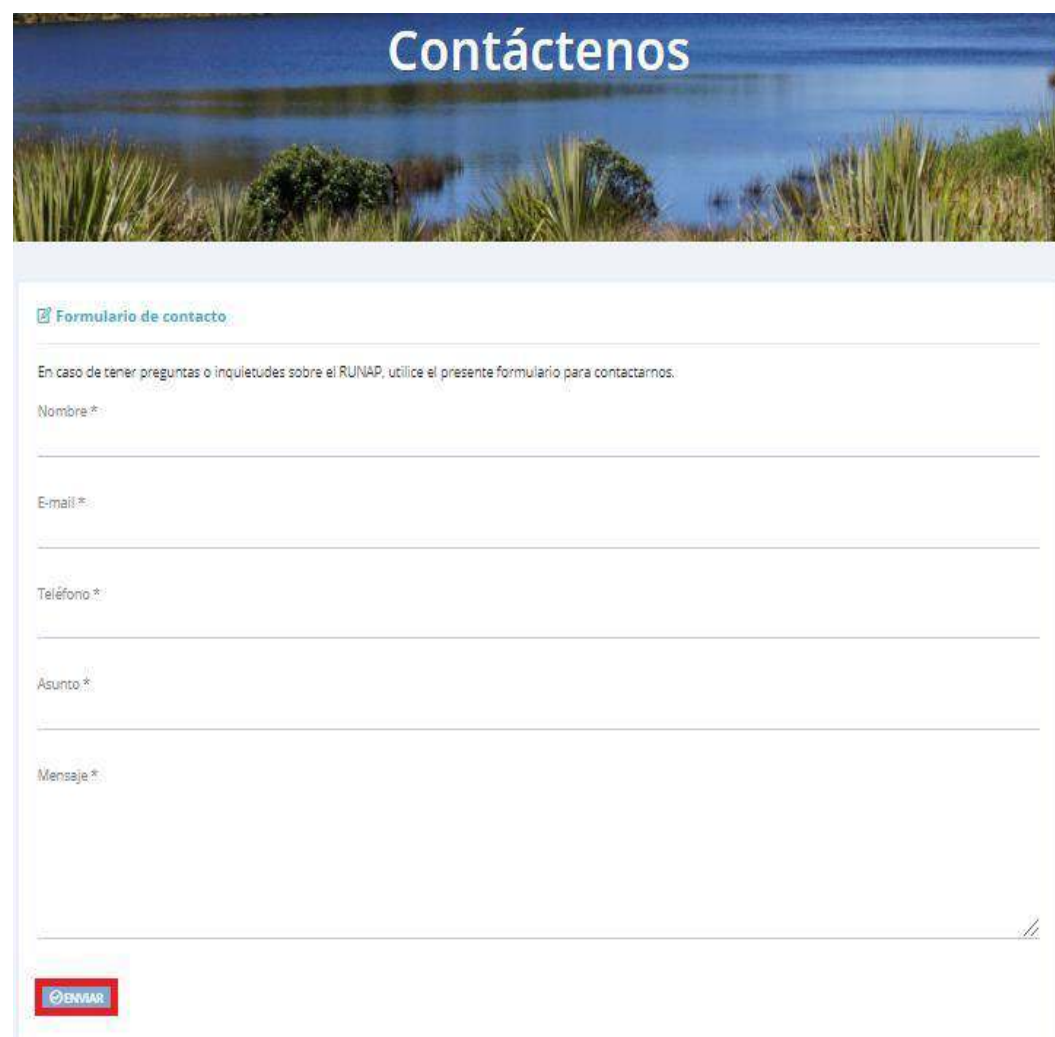 Contáctenos
Formulario de contacto
En caso de tener preguntas o inquietudes sobre el RUNAP, utilice el presente formulario para contactarnos.
Nombre *
E-mail *
Teléfono *
Asunto *
Mensaje *
ENVIAR